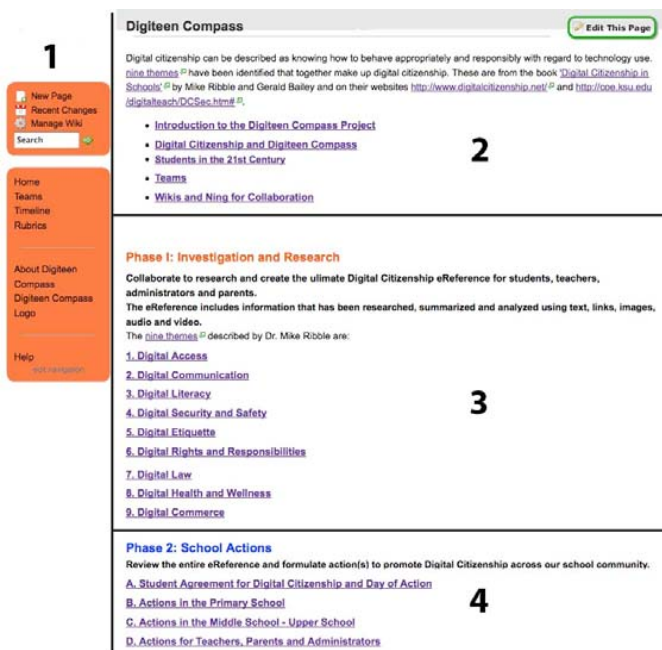 1
New Page
Recent Changes
Manage Wiki
Search
Home
Teams
Timeline
Rubrics
About Digiteen
Compass
Digiteen Compass
Logo
Help
edit navigation
Digiteen Compass
Edit This Page
Digital citizenship can be described as knowing how to behave appropriately and responsibly with regard to technology use.
nine themes have been identified that together make up digital citizenship. These are from the book 'Digital Citizenship in
Schools' by Mike Ribble and Gerald Bailey and on their websites http://www.digitalcitizenship.net/ and http://coe.ksu.edu
/digitalteach/DCSec.htm# .
• Introduction to the Digiteen Compass Project
• Digital Citizenship and Digiteen Compass
• Students in the 21st Century
• Teams
• Wikis and Ning for Collaboration
2
Phase I: Investigation and Research
Collaborate to research and create the ulimate Digital Citizenship eReference for students, teachers,
administrators and parents.
The eReference includes information that has been researched, summarized and analyzed using text, links, images,
audio and video.
The nine themes described by Dr. Mike Ribble are:
1. Digital Access
2. Digital Communication
3. Digital Literacy
4. Digital Security and Safety
5. Digital Etiquette
6. Digital Rights and Responsibilities
7. Digital Law
8. Digital Health and Wellness
9. Digital Commerce
3
Phase 2: School Actions
Review the entire eReference and formulate action(s) to promote Digital Citizenship across our school community.
A. Student Agreement for Digital Citizenship and Day of Action
B. Actions in the Primary School
C. Actions in the Middle School - Upper School
D. Actions for Teachers, Parents and Administrators
4